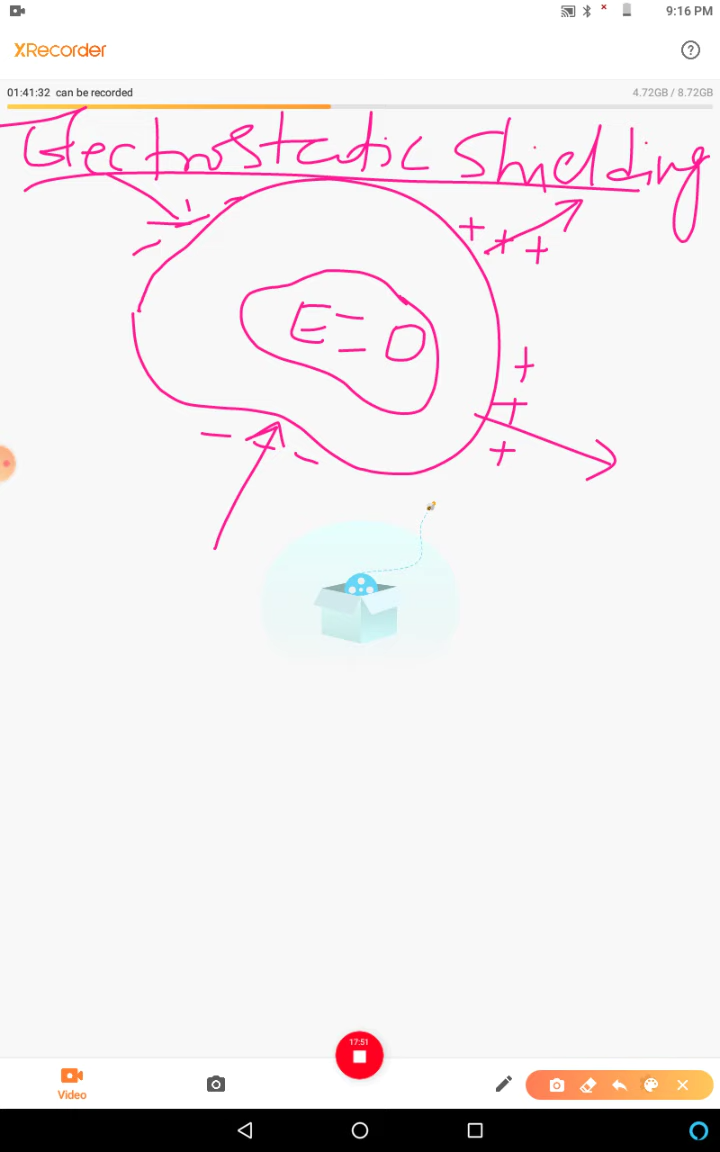 9:16 PM
XRecorder
01:41:32 can be recorded 4.72GB / 8.72GB
Electrostatic Shielding
E = 0
17:51
Video